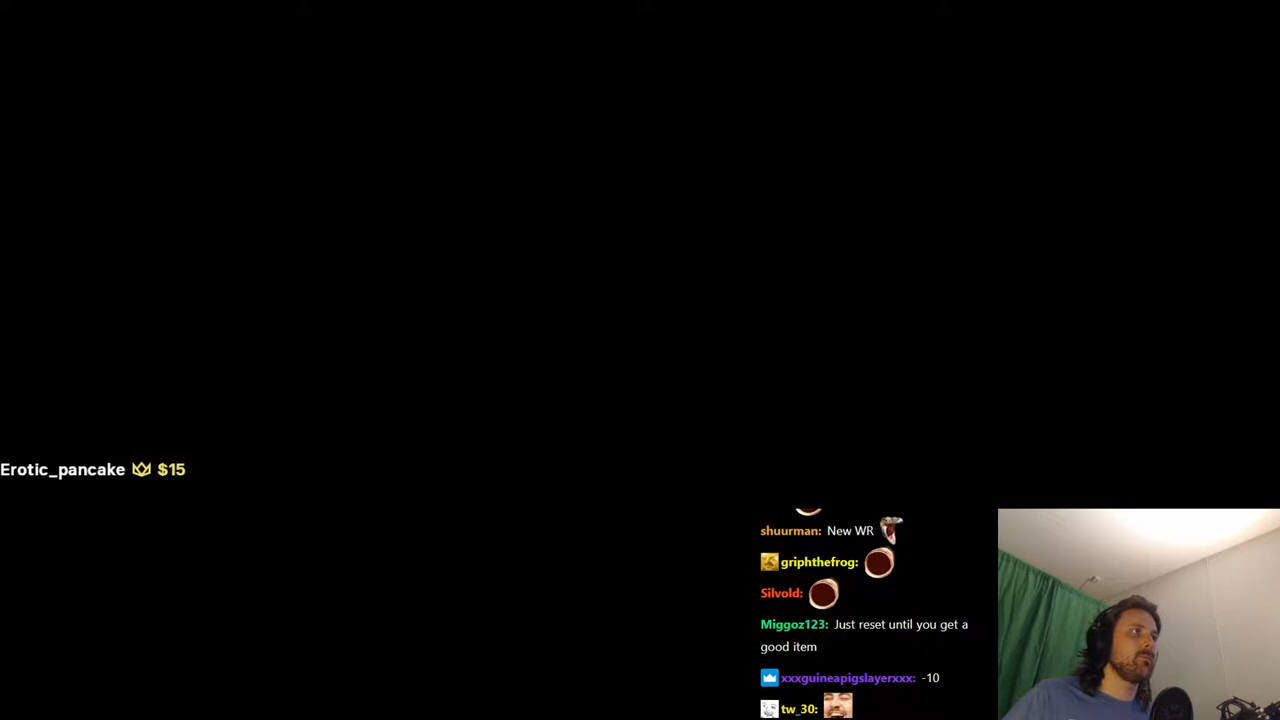 Erotic_pancake $15
shuurman: New WR
griphthefrog:
Silvold:
Miggoz123: Just reset until you get a
good item
xxxguineapigslayerxxx: -10
tw_30: